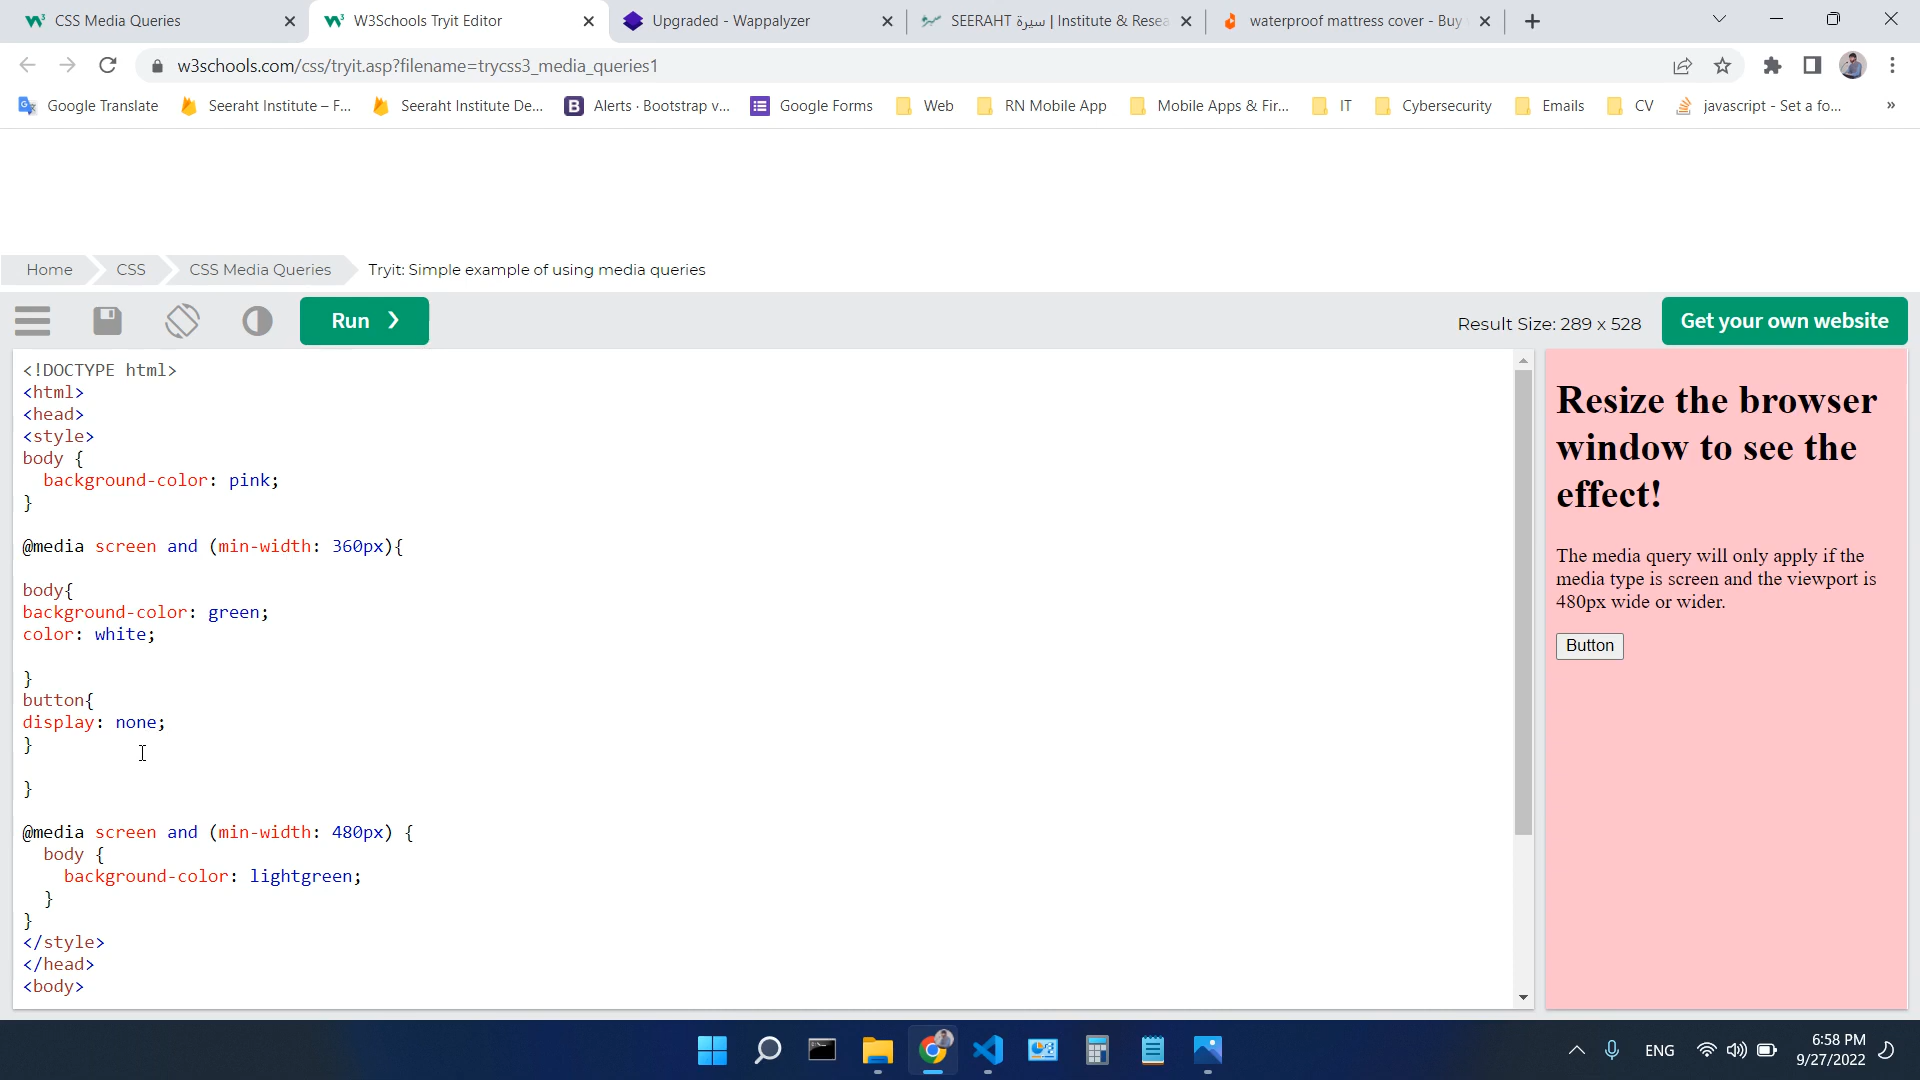 CSS Media Queries
W3Schools Tryit Editor
Upgraded - Wappalyzer
SEERAHT سيرة | Institute & Resea
waterproof mattress cover - Buy
w3schools.com/css/tryit.asp?filename=trycss3_media_queries1
Google Translate
Seeraht Institute – F...
Seeraht Institute De...
B
Alerts · Bootstrap v...
Google Forms
Web
RN Mobile App
Mobile Apps & Fir...
IT
Cybersecurity
Emails
CV
javascript - Set a fo...
»
Home
CSS
CSS Media Queries
Tryit: Simple example of using media queries
Run ❯
Result Size: 289 x 528
Get your own website
<!DOCTYPE html>
<html>
<head>
<style>
body {
  background-color: pink;
}
@media screen and (min-width: 360px){
body{
background-color: green;
color: white;
}
button{
display: none;
}
}
@media screen and (min-width: 480px) {
  body {
    background-color: lightgreen;
  }
}
</style>
</head>
<body>
Resize the browser
window to see the
effect!
The media query will only apply if the
media type is screen and the viewport is
480px wide or wider.
Button
ENG
6:58 PM
9/27/2022